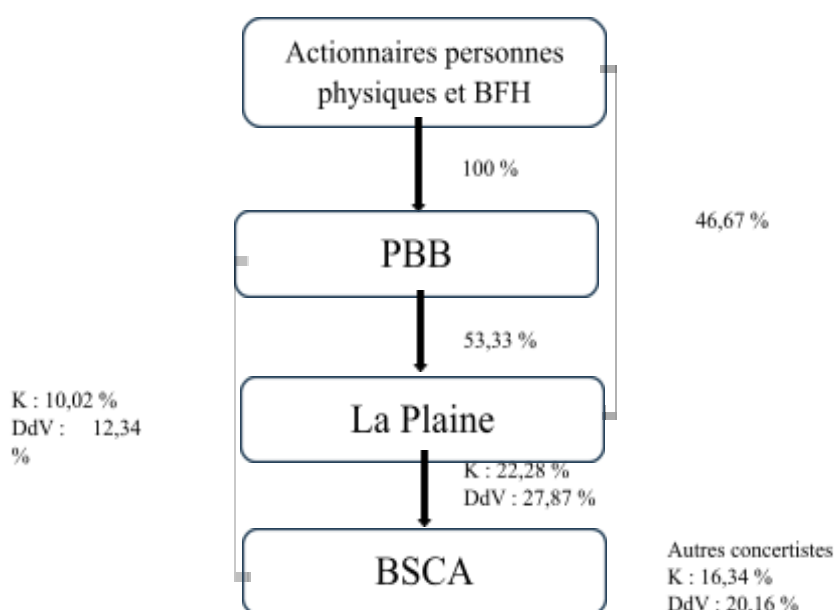 Actionnaires personnes
physiques et BFH
100 %
46,67 %
PBB
53,33 %
K : 10,02 %
DdV : 12,34
%
La Plaine
K : 22,28 %
DdV : 27,87 %
BSCA
Autres concertistes
K : 16,34 %
DdV : 20,16 %